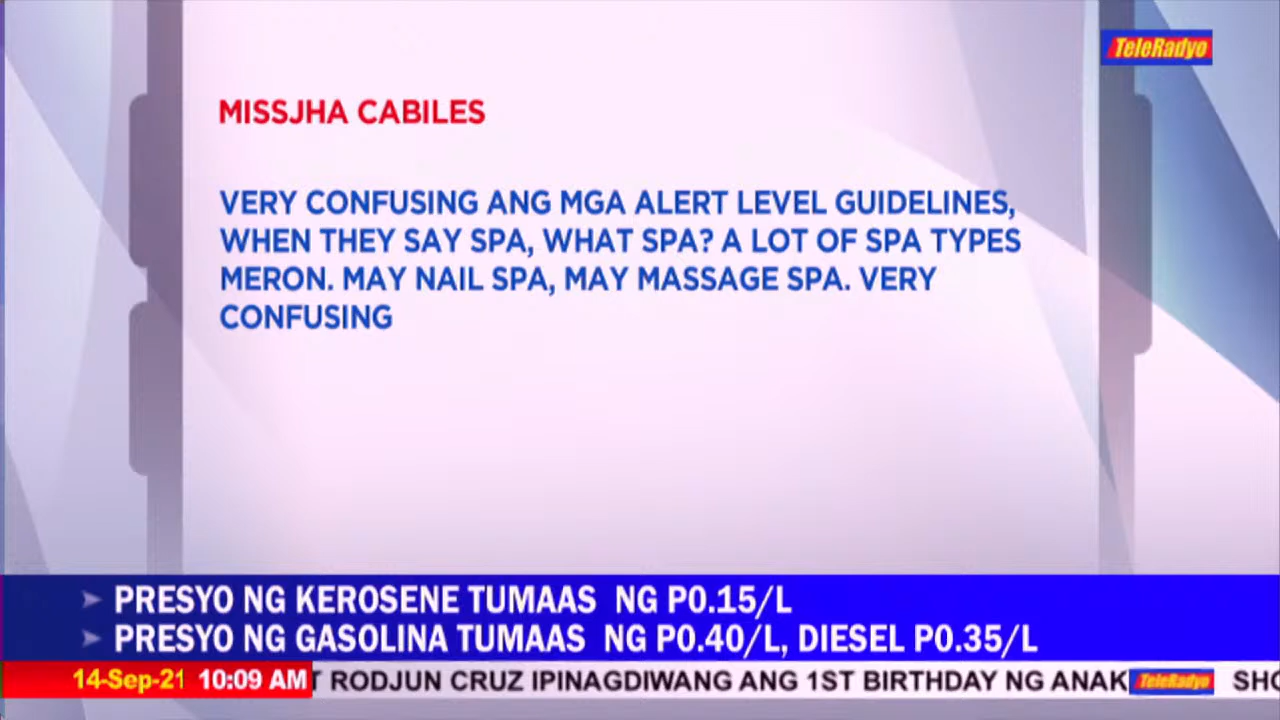 TeleRadyo
MISSJHA CABILES
VERY CONFUSING ANG MGA ALERT LEVEL GUIDELINES,
WHEN THEY SAY SPA, WHAT SPA? A LOT OF SPA TYPES
MERON. MAY NAIL SPA, MAY MASSAGE SPA. VERY
CONFUSING
PRESYO NG KEROSENE TUMAAS NG P0.15/L
PRESYO NG GASOLINA TUMAAS NG P0.40/L, DIESEL P0.35/L
14-Sep-21 10:09 AM T RODJUN CRUZ IPINAGDIWANG ANG 1ST BIRTHDAY NG ANAK TeleRadyo SHO